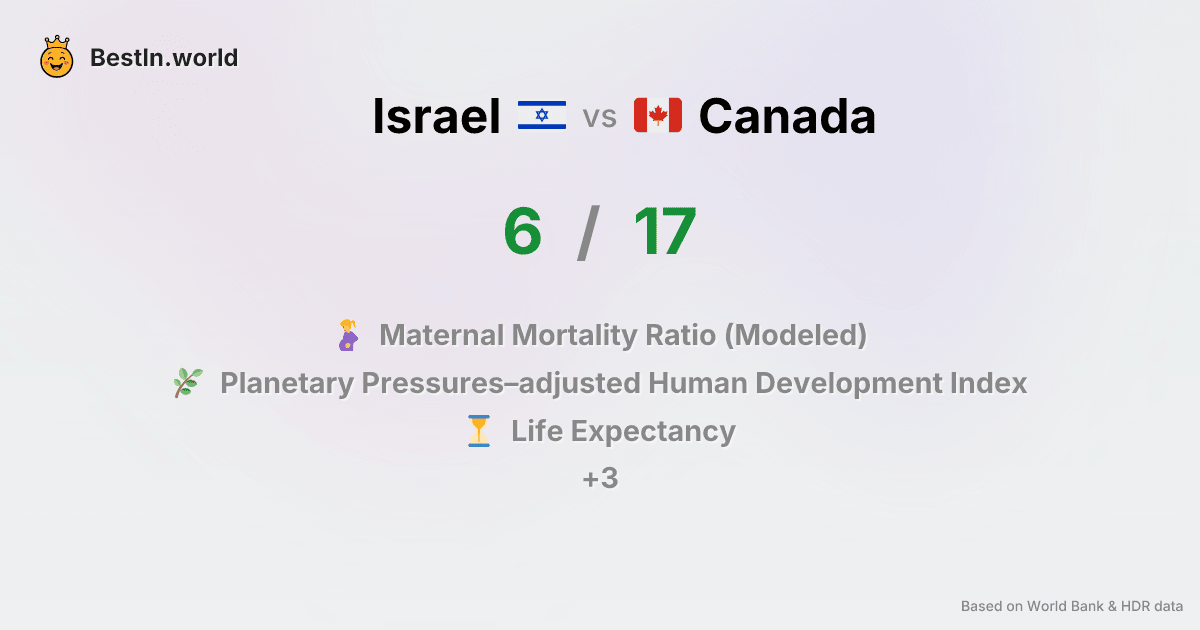 BestIn.world
Israel vs Canada
6 / 17
Maternal Mortality Ratio (Modeled)
Planetary Pressures–adjusted Human Development Index
Life Expectancy
+3
Based on World Bank & HDR data